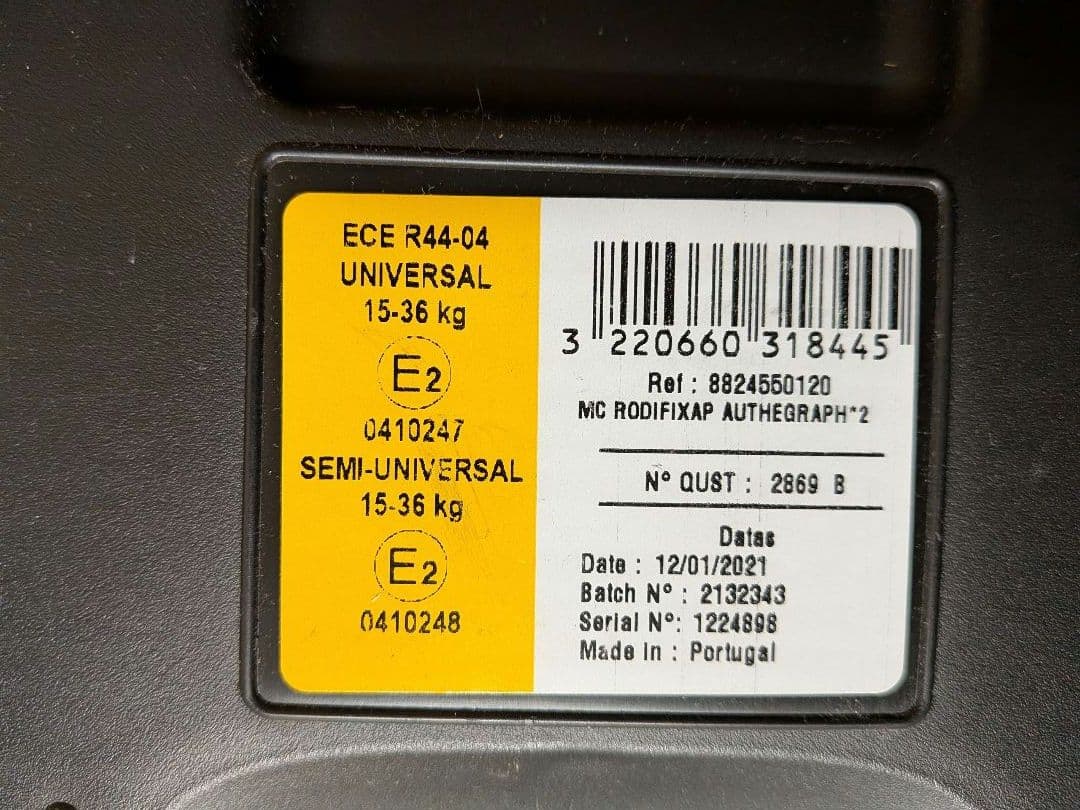 ECE R44-04
UNIVERSAL
15-36 kg
E2
0410247
SEMI-UNIVERSAL
15-36 kg
E2
0410248
3 220660 318445
Ref : 8824550120
MC RODIFIXAP AUTHEGRAPH*2
N° QUST : 2869 B
Datas
Date : 12/01/2021
Batch N° : 2132343
Serial N°: 1224898
Made in : Portugal